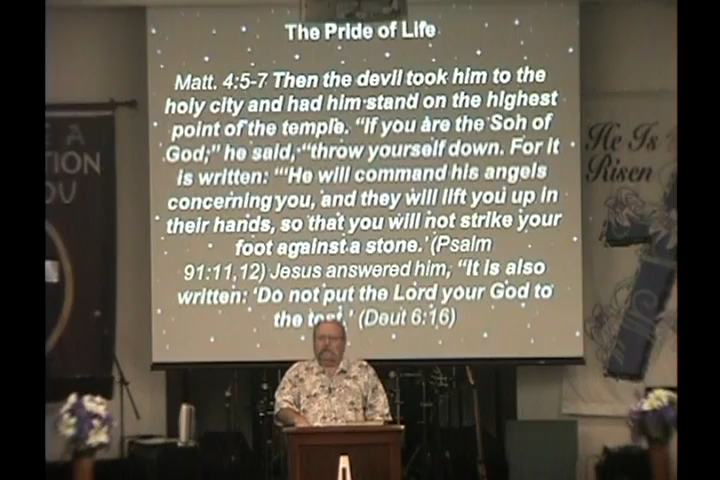 The Pride of Life
Matt. 4:5-7 Then the devil took him to the
holy city and had him stand on the highest
point of the temple. "If you are the Son of
God," he said, "throw yourself down. For it
is written: "'He will command his angels
concerning you, and they will lift you up in
their hands, so that you will not strike your
foot against a stone.' (Psalm
91:11,12) Jesus answered him, "It is also
written: 'Do not put the Lord your God to
the test.' (Deut 6:16)
E A
TION
OU
He Is
Risen